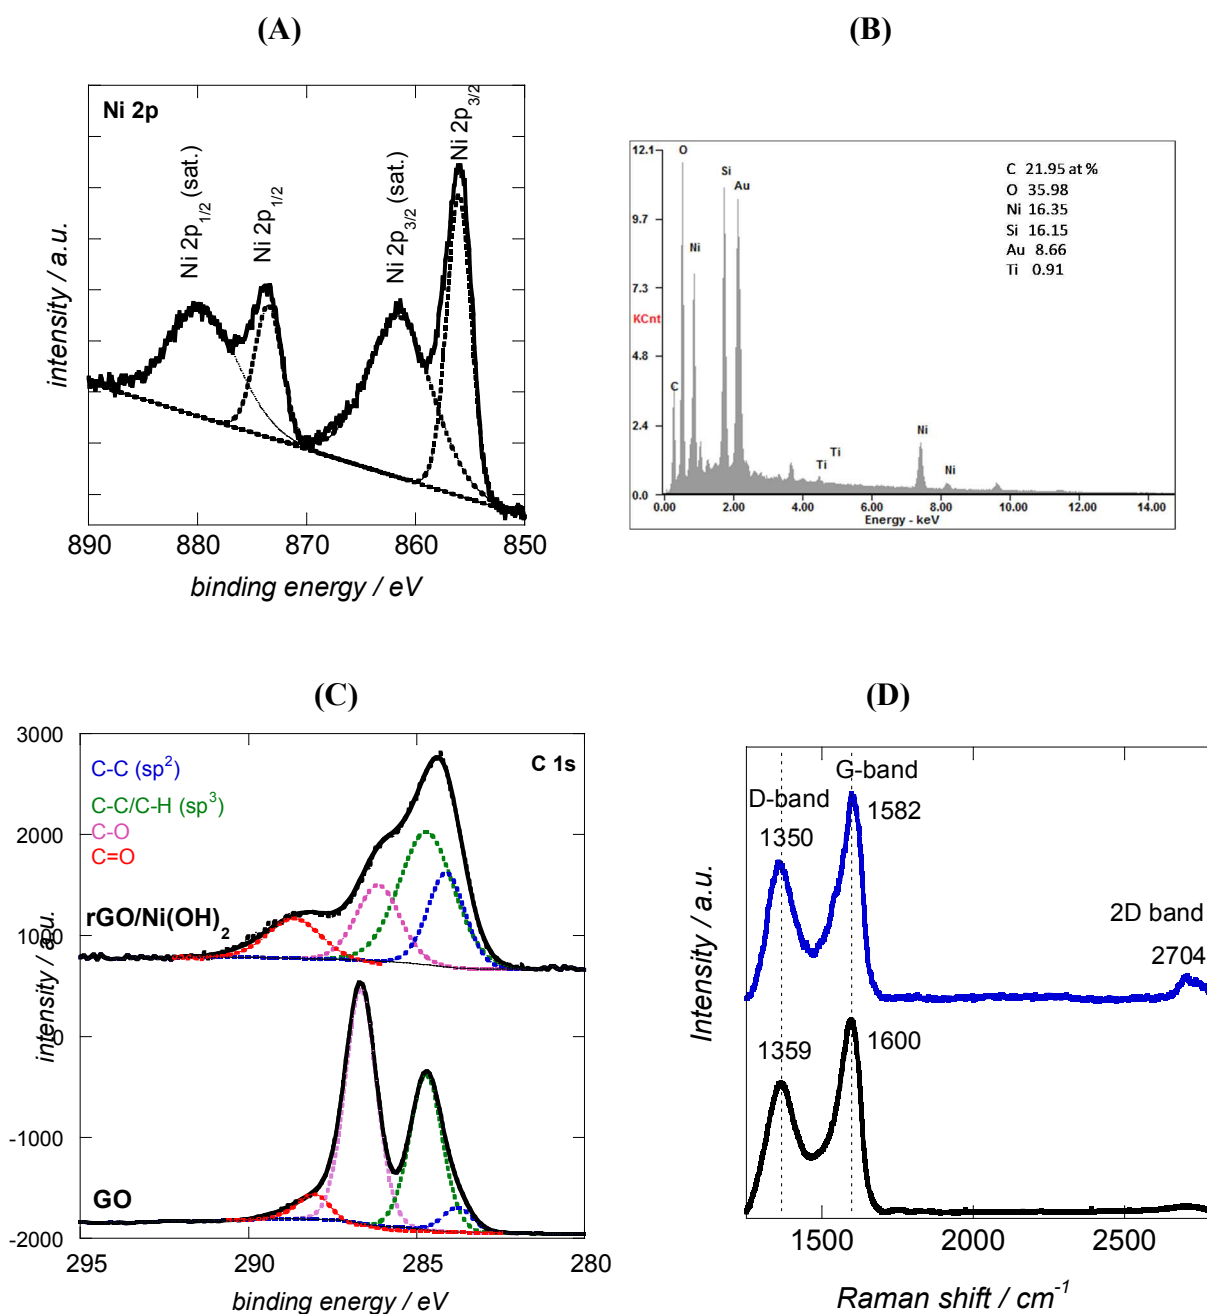 (A)
Ni 2p
Ni 2p1/2 (sat.)
Ni 2p1/2
Ni 2p3/2 (sat.)
Ni 2p3/2
intensity / a.u.
890
880
870
860
850
binding energy / eV
(B)
12.1
9.7
7.3
KCnt
4.8
2.4
0.0
C
O
Ni
Si
Au
Ti
Ti
Ni
Ni
C 21.95 at %
O 35.98
Ni 16.35
Si 16.15
Au 8.66
Ti 0.91
0.00
2.00
4.00
6.00
8.00
10.00
12.00
14.00
Energy - keV
(C)
3000
2000
1000
0
-1000
-2000
intensity / a.u.
C-C (sp2)
C-C/C-H (sp3)
C-O
C=O
C 1s
rGO/Ni(OH)2
GO
295
290
285
280
binding energy / eV
(D)
G-band
D-band
1582
1350
2D band
2704
1359
1600
Intensity / a.u.
1500
2000
2500
Raman shift / cm-1